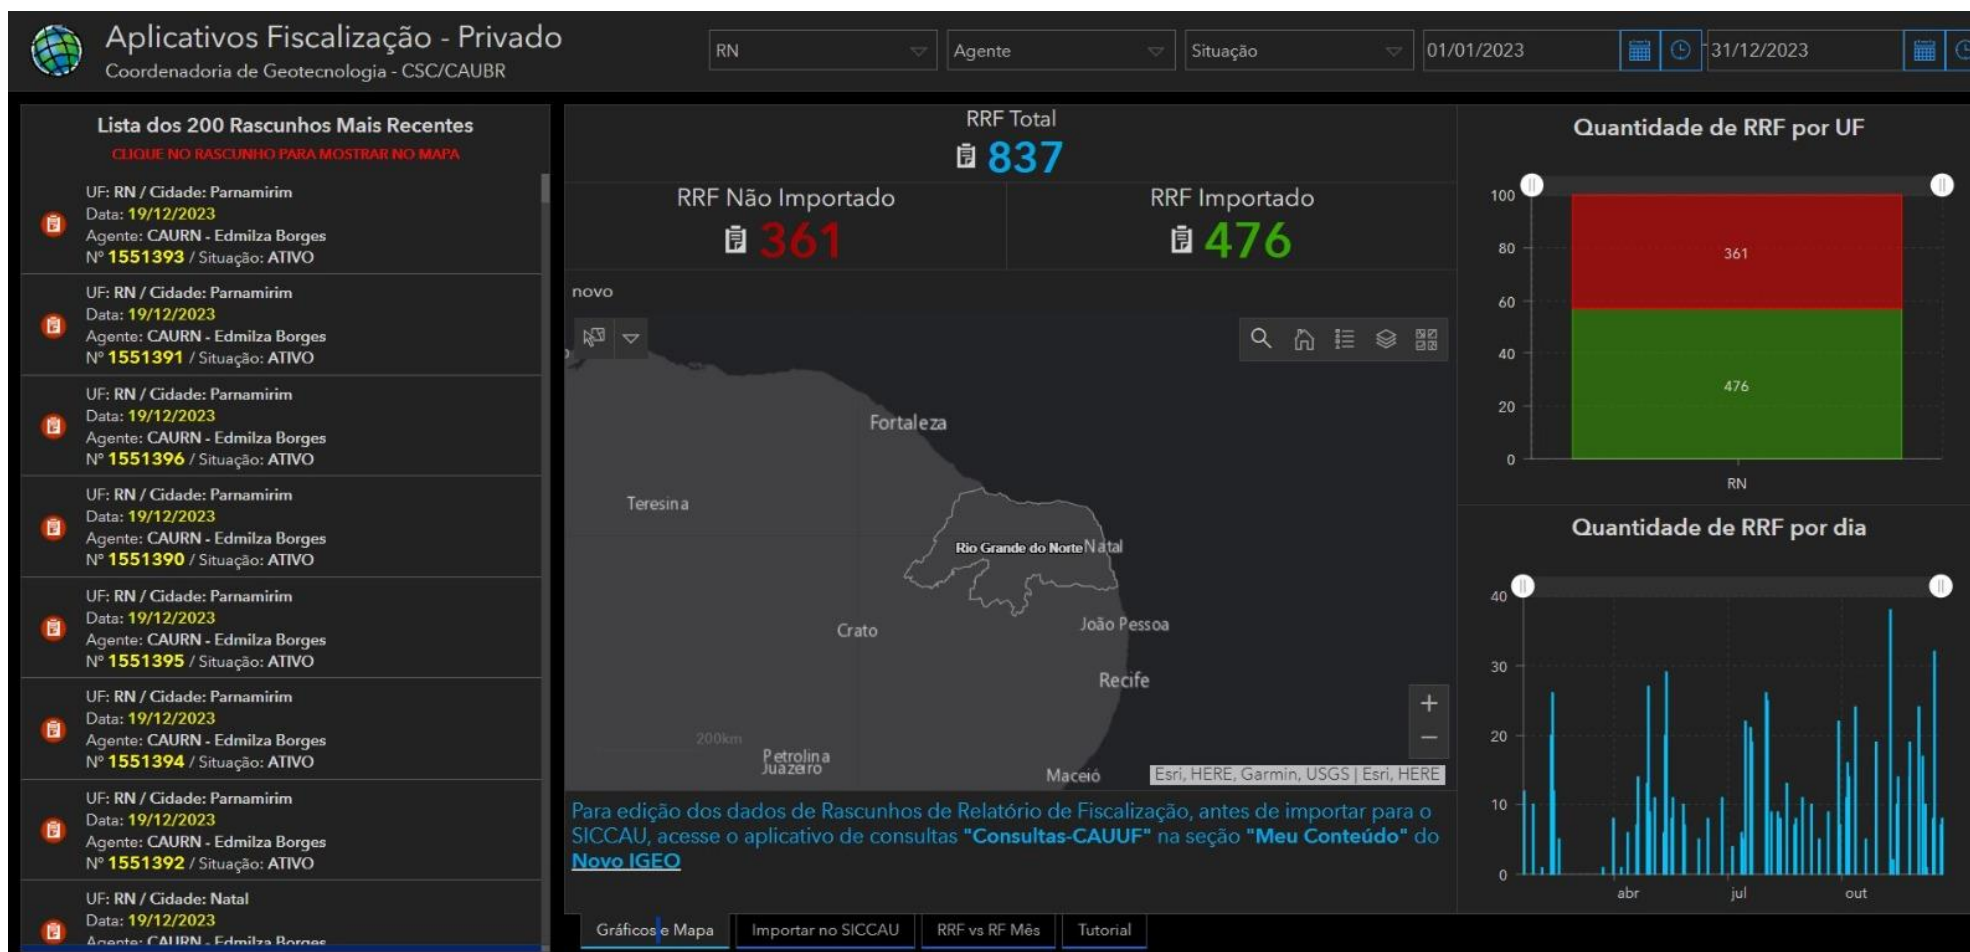 Aplicativos Fiscalização - Privado
Coordenadoria de Geotecnologia - CSC/CAUBR
RN
Agente
Situação
01/01/2023
-
31/12/2023
Lista dos 200 Rascunhos Mais Recentes
CLIQUE NO RASCUNHO PARA MOSTRAR NO MAPA
UF: RN / Cidade: Parnamirim
Data: 19/12/2023
Agente: CAURN - Edmilza Borges
Nº 1551393 / Situação: ATIVO
UF: RN / Cidade: Parnamirim
Data: 19/12/2023
Agente: CAURN - Edmilza Borges
Nº 1551391 / Situação: ATIVO
UF: RN / Cidade: Parnamirim
Data: 19/12/2023
Agente: CAURN - Edmilza Borges
Nº 1551396 / Situação: ATIVO
UF: RN / Cidade: Parnamirim
Data: 19/12/2023
Agente: CAURN - Edmilza Borges
Nº 1551390 / Situação: ATIVO
UF: RN / Cidade: Parnamirim
Data: 19/12/2023
Agente: CAURN - Edmilza Borges
Nº 1551395 / Situação: ATIVO
UF: RN / Cidade: Parnamirim
Data: 19/12/2023
Agente: CAURN - Edmilza Borges
Nº 1551394 / Situação: ATIVO
UF: RN / Cidade: Parnamirim
Data: 19/12/2023
Agente: CAURN - Edmilza Borges
Nº 1551392 / Situação: ATIVO
UF: RN / Cidade: Natal
Data: 19/12/2023
Agente: CAURN - Edmilza Borges
RRF Total
837
RRF Não Importado
361
RRF Importado
476
novo
Fortaleza
Teresina
Rio Grande do Norte
Natal
Crato
João Pessoa
Recife
200km
Petrolina
Juazeiro
Maceió
+
−
Esri, HERE, Garmin, USGS | Esri, HERE
Para edição dos dados de Rascunhos de Relatório de Fiscalização, antes de importar para o
SICCAU, acesse o aplicativo de consultas "Consultas-CAUUF" na seção "Meu Conteúdo" do
Novo IGEO
Gráficos e Mapa
Importar no SICCAU
RRF vs RF Mês
Tutorial
Quantidade de RRF por UF
100
80
60
40
20
0
361
476
RN
Quantidade de RRF por dia
40
30
20
10
0
abr
jul
out